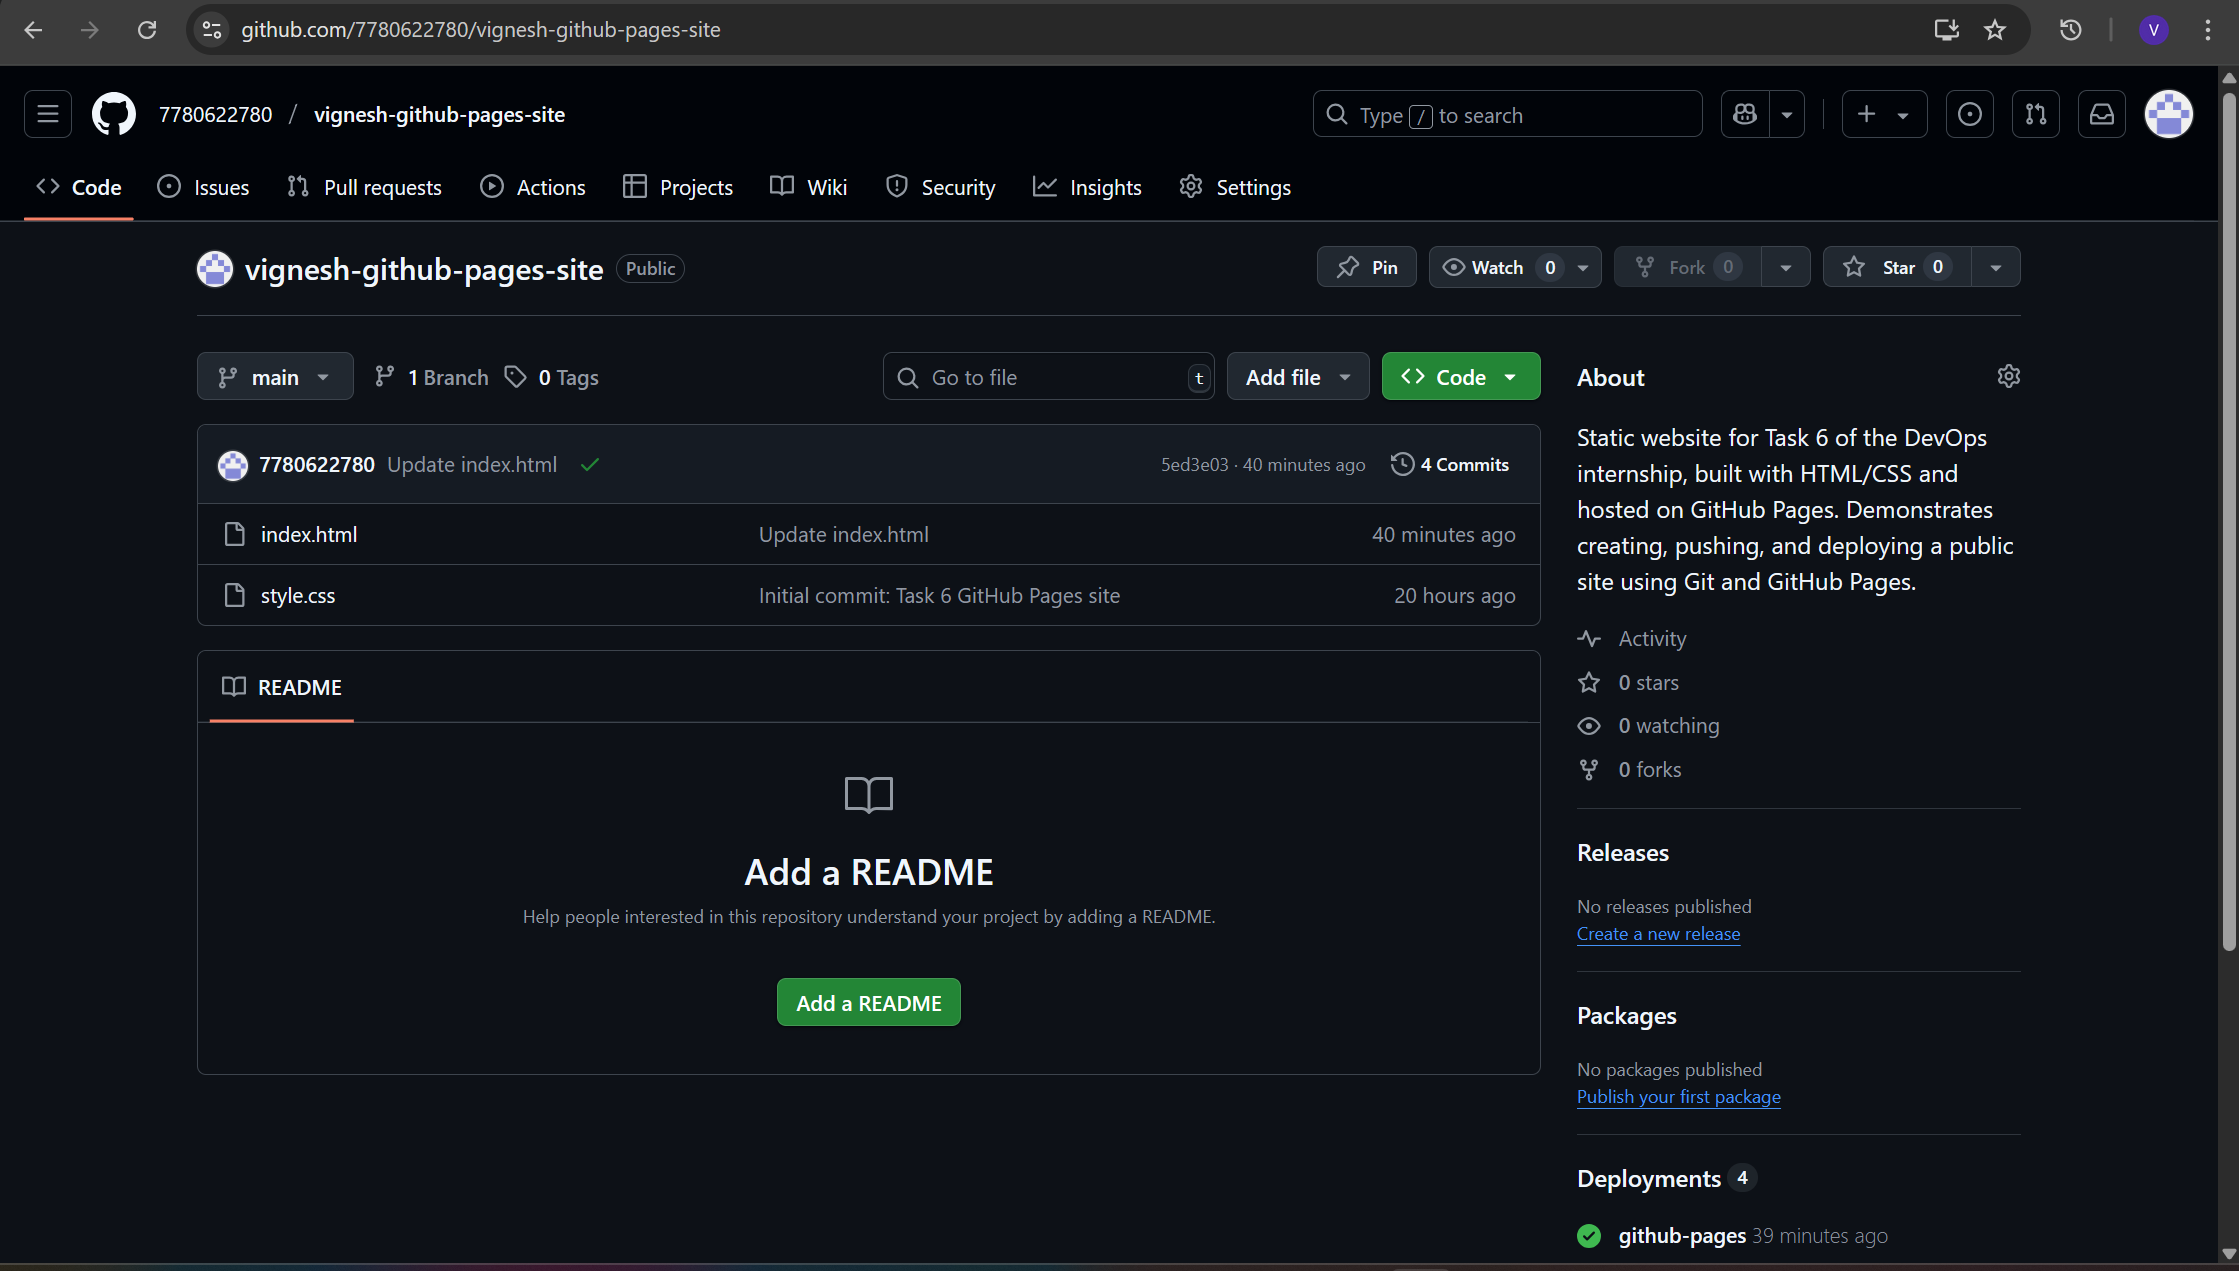 github.com/7780622780/vignesh-github-pages-site
V
7780622780 / vignesh-github-pages-site
Type / to search
Code Issues Pull requests Actions Projects Wiki Security Insights Settings
vignesh-github-pages-site Public
Pin Watch 0 Fork 0 Star 0
main 1 Branch 0 Tags Go to file t Add file Code
7780622780 Update index.html 5ed3e03 · 40 minutes ago 4 Commits
index.html Update index.html 40 minutes ago
style.css Initial commit: Task 6 GitHub Pages site 20 hours ago
README
Add a README
Help people interested in this repository understand your project by adding a README.
Add a README
About
Static website for Task 6 of the DevOps
internship, built with HTML/CSS and
hosted on GitHub Pages. Demonstrates
creating, pushing, and deploying a public
site using Git and GitHub Pages.
Activity
0 stars
0 watching
0 forks
Releases
No releases published
Create a new release
Packages
No packages published
Publish your first package
Deployments 4
github-pages 39 minutes ago